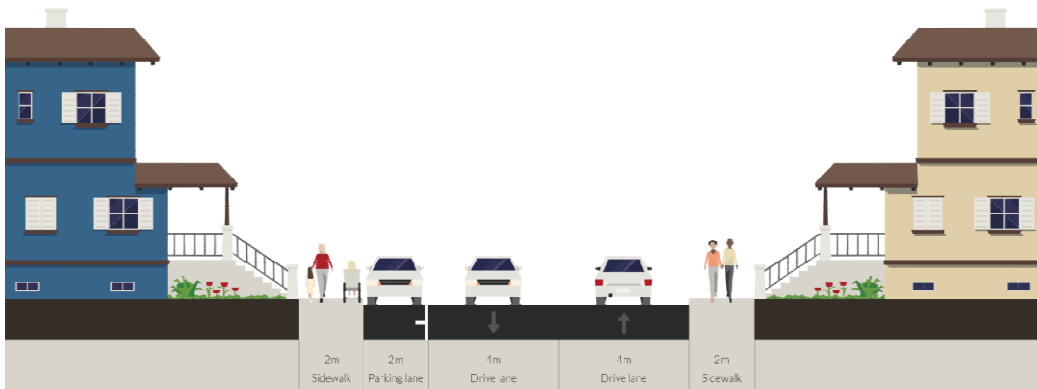 2m
Sidewalk
2m
Parking lane
4m
Drive lane
4m
Drive lane
2m
Sidewalk